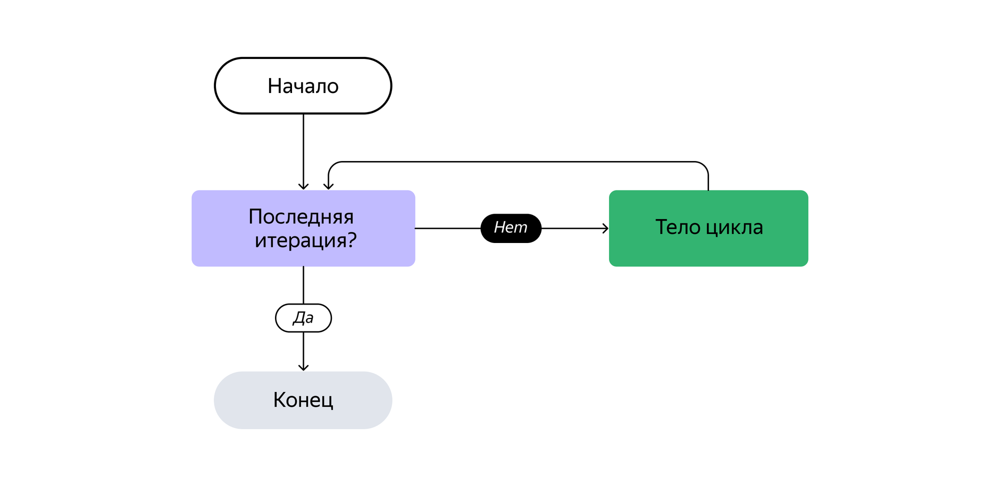 Начало
Последняя
итерация?
Нет
Тело цикла
Да
Конец